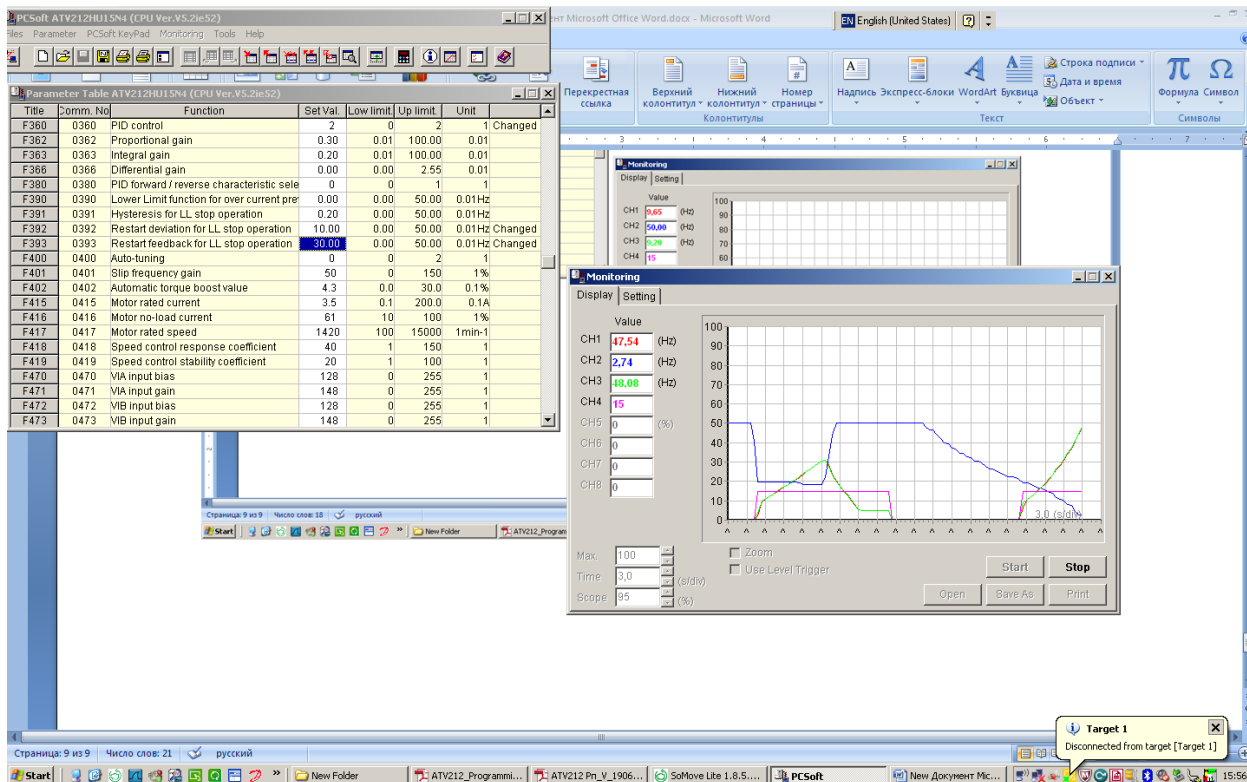 PCSoft ATV212HU15N4 (CPU Ver.V5.2ie52)
ент Microsoft Office Word.docx - Microsoft Word
EN English (United States)
Files Parameter PCSoft KeyPad Monitoring Tools Help
Перекрестная ссылка
Верхний колонтитул
Нижний колонтитул
Номер страницы
Колонтитулы
Надпись Экспресс-блоки WordArt Буквица
Строка подписи
Дата и время
Объект
Текст
Формула Символ
Символы
Parameter Table ATV212HU15N4 (CPU Ver.V5.2ie52)
Title Comm. No Function Set Val. Low limit. Up limit. Unit
F360 0360 PID control 2 0 2 1 Changed
F362 0362 Proportional gain 0.30 0.01 100.00 0.01
F363 0363 Integral gain 0.20 0.01 100.00 0.01
F366 0366 Differential gain 0.00 0.00 2.55 0.01
F380 0380 PID forward / reverse characteristic sele 0 0 1 1
F390 0390 Lower Limit function for over current pre 0.00 0.00 50.00 0.01Hz
F391 0391 Hysteresis for LL stop operation 0.20 0.00 50.00 0.01Hz
F392 0392 Restart deviation for LL stop operation 10.00 0.00 50.00 0.01Hz Changed
F393 0393 Restart feedback for LL stop operation 30.00 0.00 50.00 0.01Hz Changed
F400 0400 Auto-tuning 0 0 2 1
F401 0401 Slip frequency gain 50 0 150 1%
F402 0402 Automatic torque boost value 4.3 0.0 30.0 0.1%
F415 0415 Motor rated current 3.5 0.1 200.0 0.1A
F416 0416 Motor no-load current 61 10 100 1%
F417 0417 Motor rated speed 1420 100 15000 1min-1
F418 0418 Speed control response coefficient 40 1 150 1
F419 0419 Speed control stability coefficient 20 1 100 1
F470 0470 VIA input bias 128 0 255 1
F471 0471 VIA input gain 148 0 255 1
F472 0472 VIB input bias 128 0 255 1
F473 0473 VIB input gain 148 0 255 1
3 4 5 6 7
Monitoring
Display Setting
Value
CH1 9,65 (Hz)
CH2 50,00 (Hz)
CH3 9,20 (Hz)
CH4 15
100
90
80
70
60
Monitoring
Display Setting
Value
CH1 47,54 (Hz)
CH2 2,74 (Hz)
CH3 48,08 (Hz)
CH4 15
CH5 0 (%)
CH6 0
CH7 0
CH8 0
100
90
80
70
60
50
40
30
20
10
0
3,0 (s/div)
Max. 100
Time 3,0 (s/div)
Scope 95 (%)
Zoom
Use Level Trigger
Start Stop
Open Save As Print
Страница: 9 из 9 Число слов: 18 русский
Start New Folder ATV212_Program
Страница: 9 из 9 Число слов: 21 русский
Target 1
Disconnected from target [Target 1]
Start New Folder ATV212_Programmi... ATV212 Pn_V_1906... SoMove Lite 1.8.5.... PCSoft New Документ Mic...